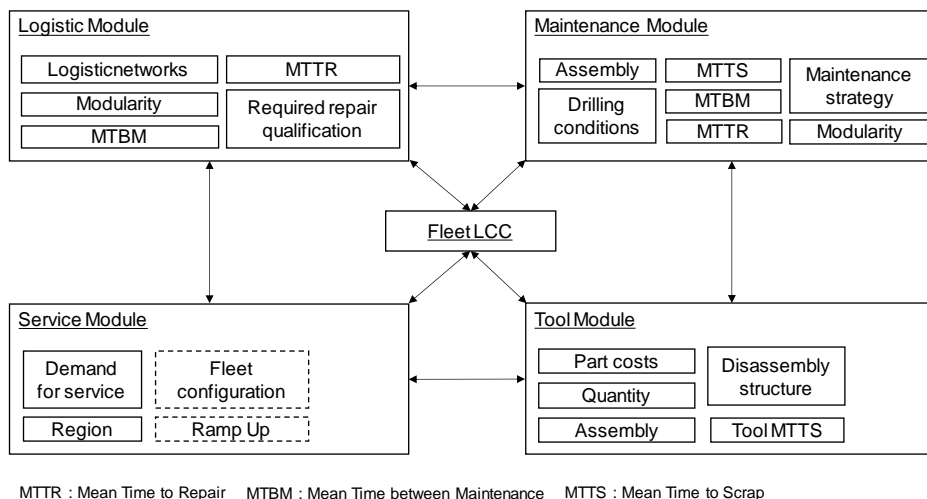 Logistic Module
Logisticnetworks
Modularity
MTBM
MTTR
Required repair
qualification
Maintenance Module
Assembly
Drilling
conditions
MTTS
MTBM
MTTR
Maintenance
strategy
Modularity
Fleet LCC
Service Module
Demand
for service
Region
Fleet
configuration
Ramp Up
Tool Module
Part costs
Quantity
Assembly
Disassembly
structure
Tool MTTS
MTTR : Mean Time to Repair MTBM : Mean Time between Maintenance MTTS : Mean Time to Scrap